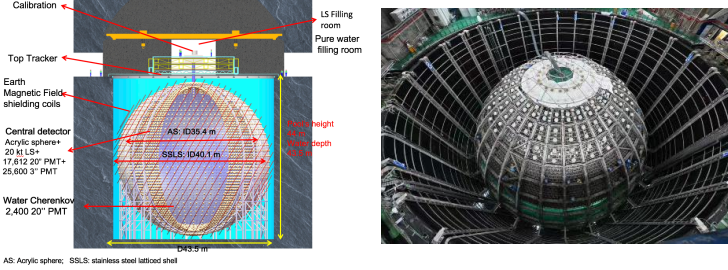 Calibration
LS Filling
room
Pure water
filling room
Top Tracker
Earth
Magnetic Field
shielding coils
Central detector
Acrylic sphere+
20 kt LS+
17,612 20" PMT+
25,600 3" PMT
AS: ID35.4 m
SSLS: ID40.1 m
height
depth
Water Cherenkov
2,400 20" PMT
D43.5 m
AS: Acrylic sphere; SSLS: stainless steel latticed shell